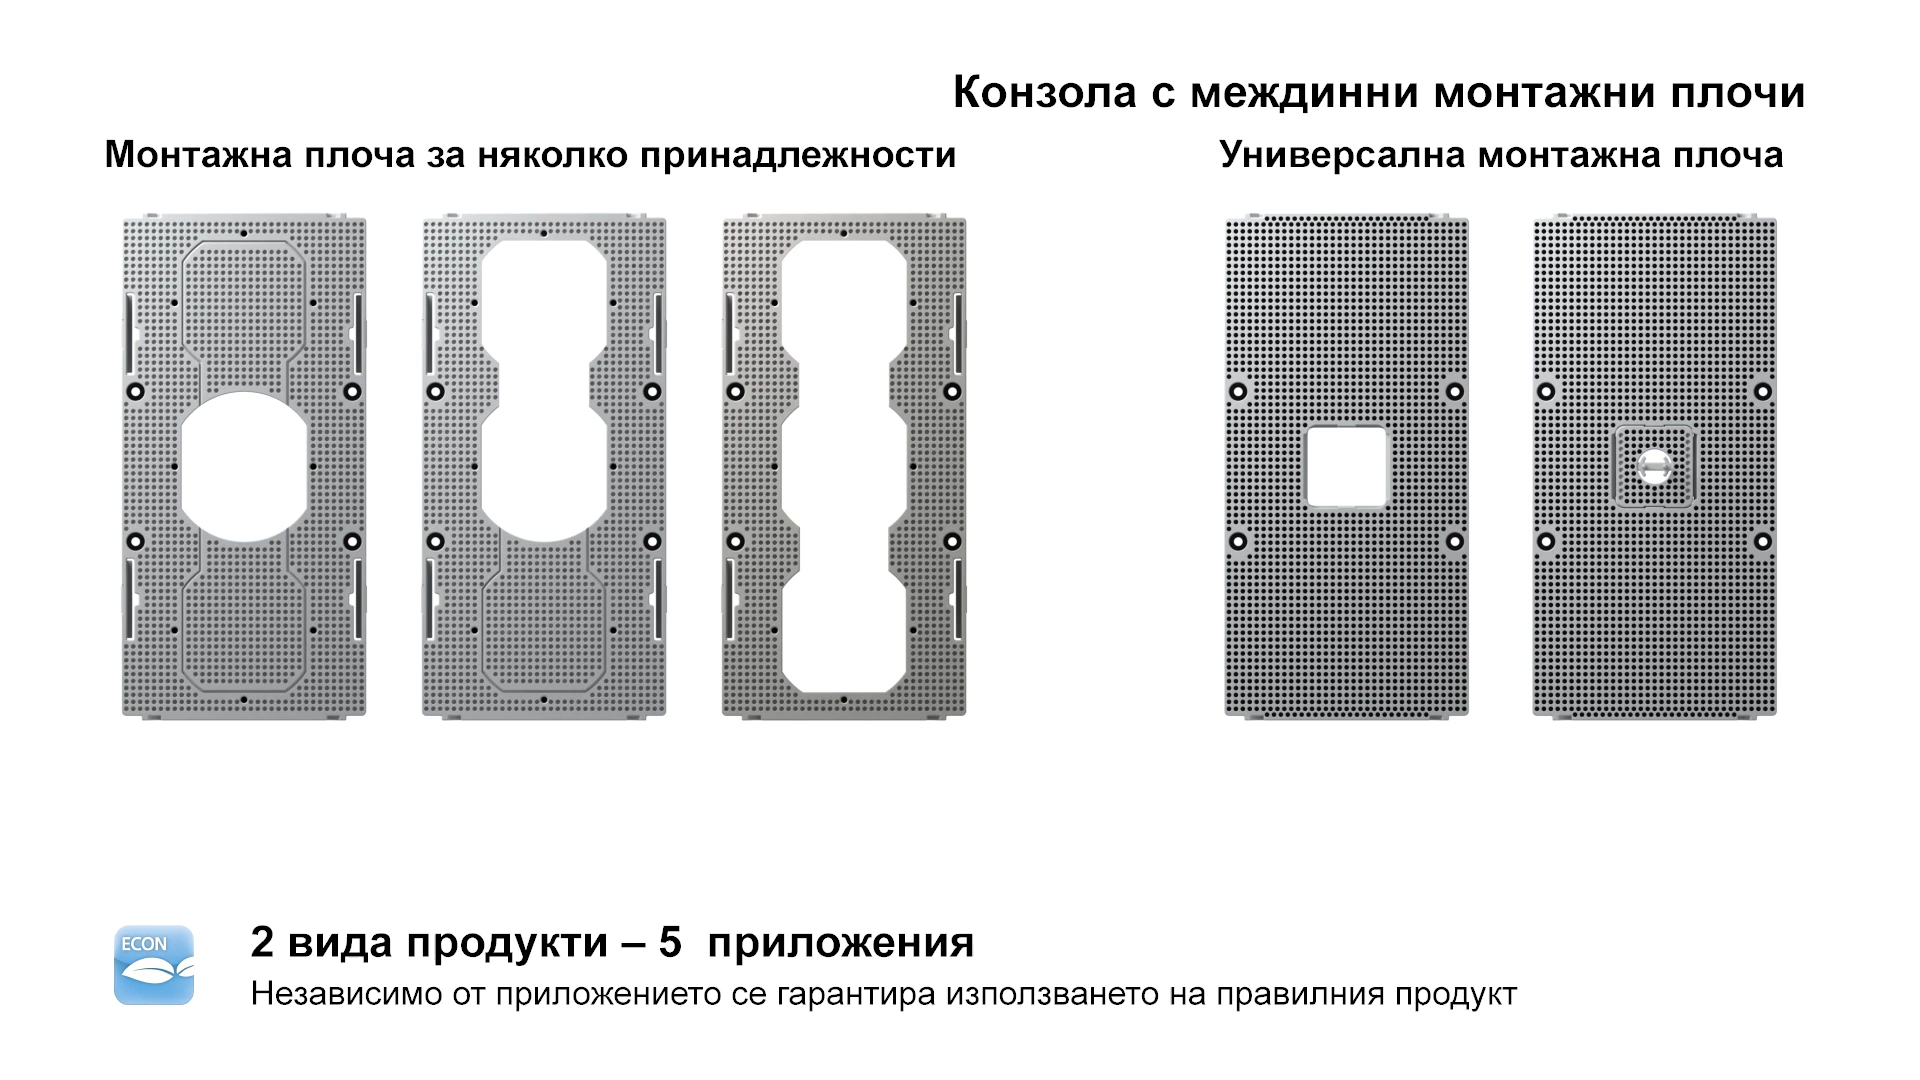 Конзола с междинни монтажни плочи
Монтажна плоча за няколко принадлежности
Универсална монтажна плоча
ECON
2 вида продукти – 5  приложения
Независимо от приложението се гарантира използването на правилния продукт